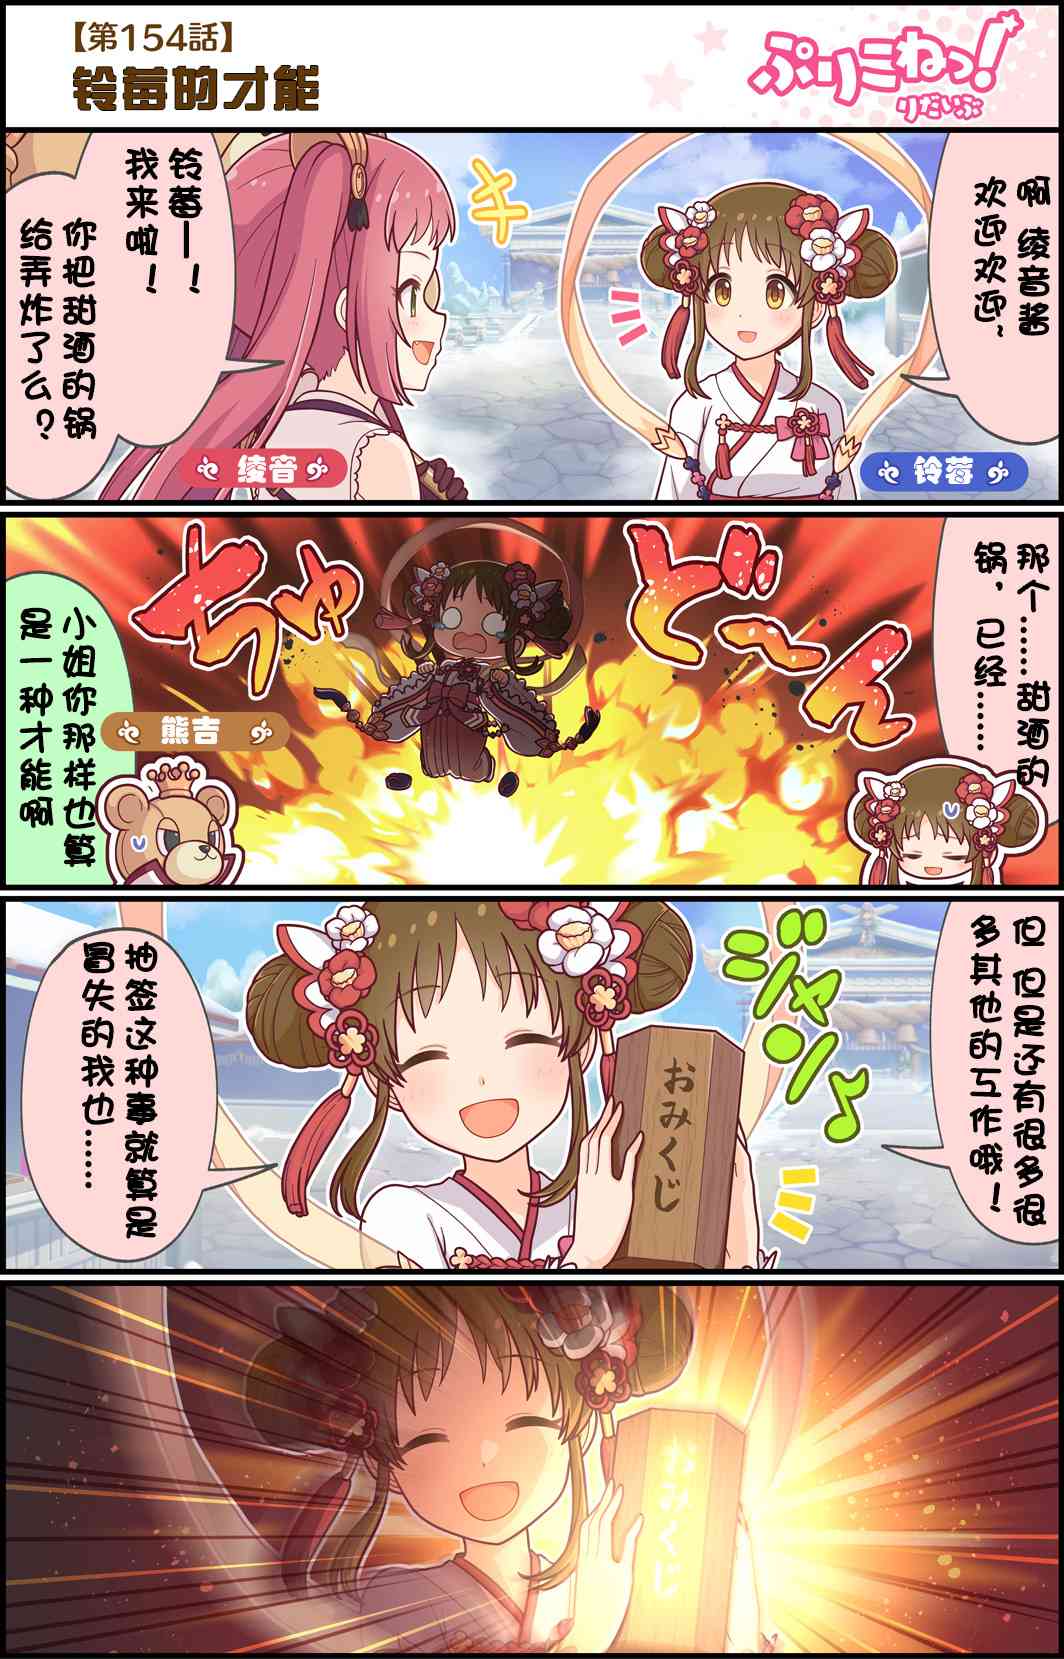 【第154話】
铃莓的才能
ぷりこねっ!
りだいぶ
啊 绫音酱
欢迎欢迎~
铃莓—！
我来啦！
你把甜酒的锅
给弄炸了么？
绫音
铃莓
那个……甜酒的
锅，已经……
ちゅど〜ん
小姐你那样也算
是一种才能啊
熊吉
但 但是还有很多很
多其他的工作哦！
ジャン♪
おみくじ
抽签这种事就算是
冒失的我也……
おみくじ